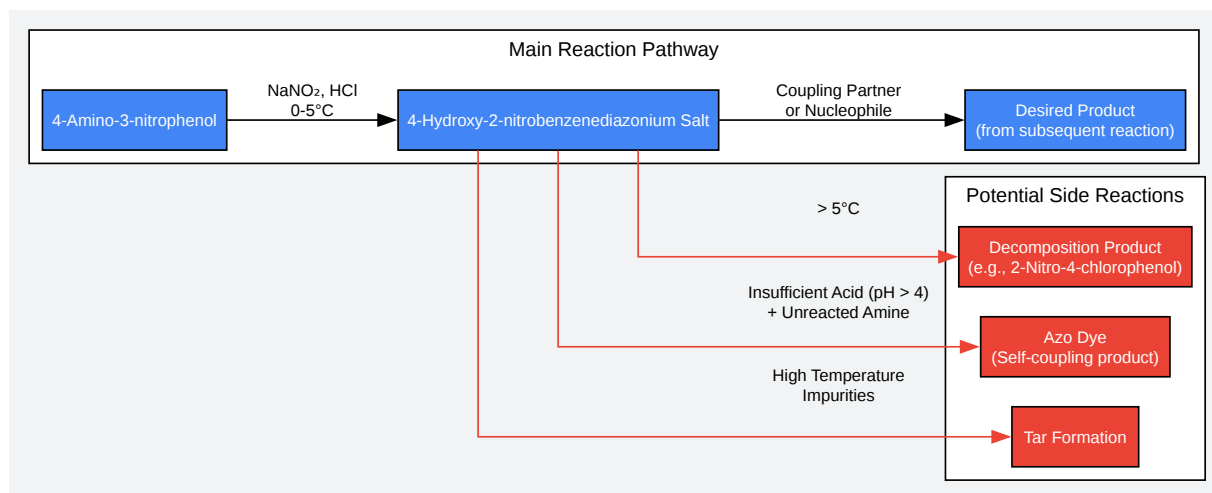 Main Reaction Pathway
4-Amino-3-nitrophenol
NaNO₂, HCl
0-5°C
4-Hydroxy-2-nitrobenzenediazonium Salt
Coupling Partner
or Nucleophile
Desired Product
(from subsequent reaction)
Potential Side Reactions
> 5°C
Decomposition Product
(e.g., 2-Nitro-4-chlorophenol)
Insufficient Acid (pH > 4)
+ Unreacted Amine
Azo Dye
(Self-coupling product)
High Temperature
Impurities
Tar Formation